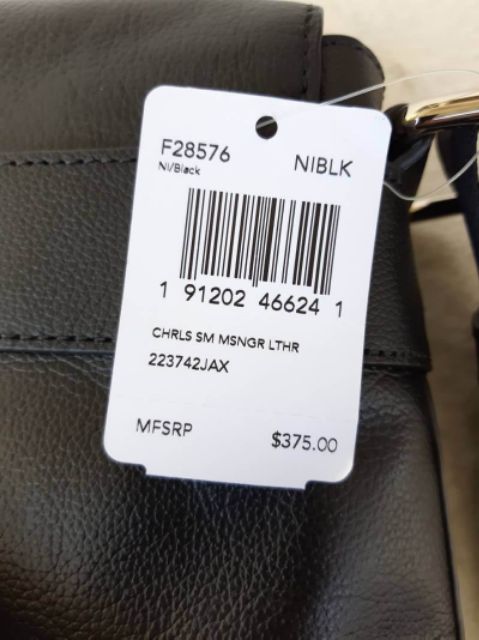 F28576 NIBLK
NI/Black
1 91202 46624 1
CHRLS SM MSNGR LTHR
223742JAX
MFSRP $375.00